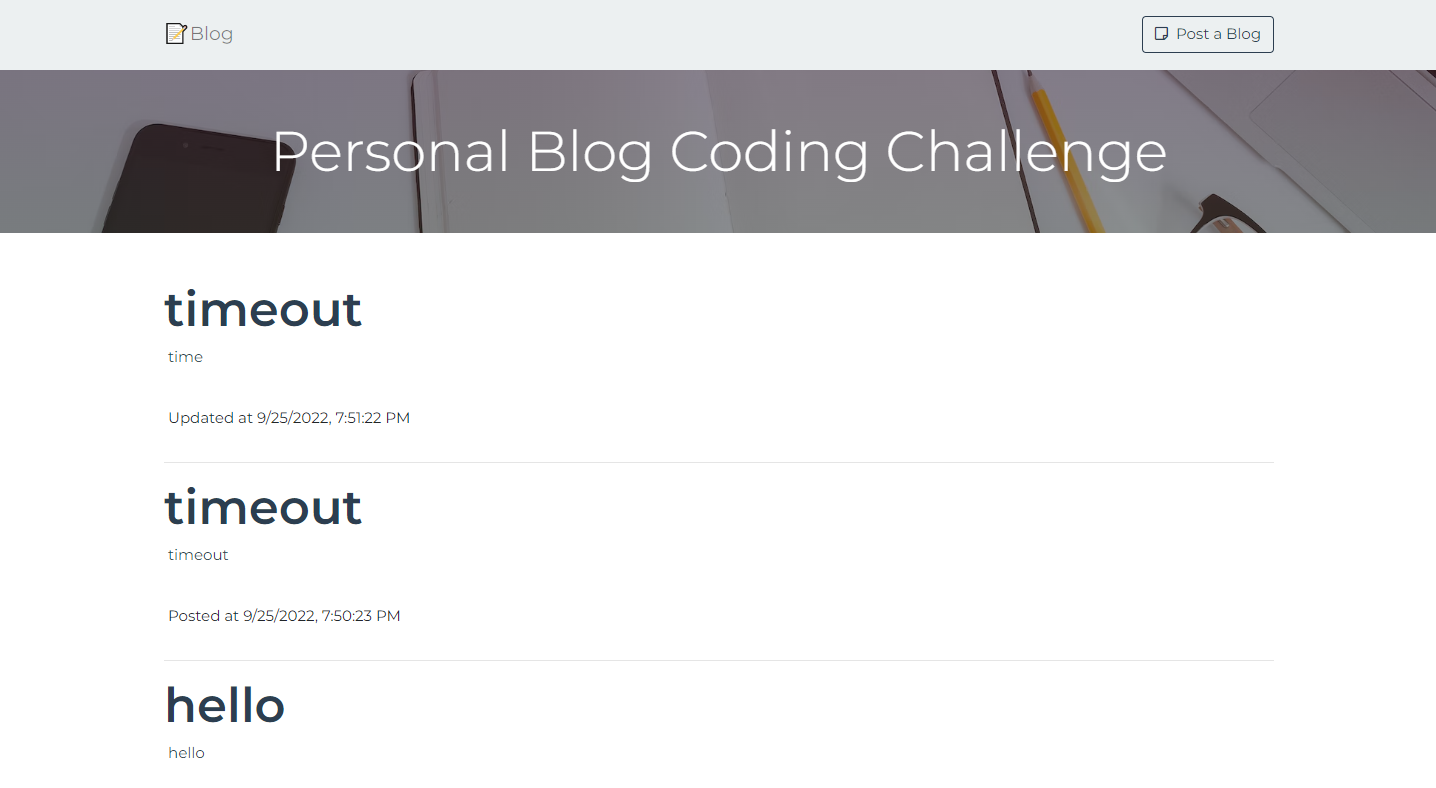 Blog
Post a Blog
Personal Blog Coding Challenge
timeout
time
Updated at 9/25/2022, 7:51:22 PM
timeout
timeout
Posted at 9/25/2022, 7:50:23 PM
hello
hello